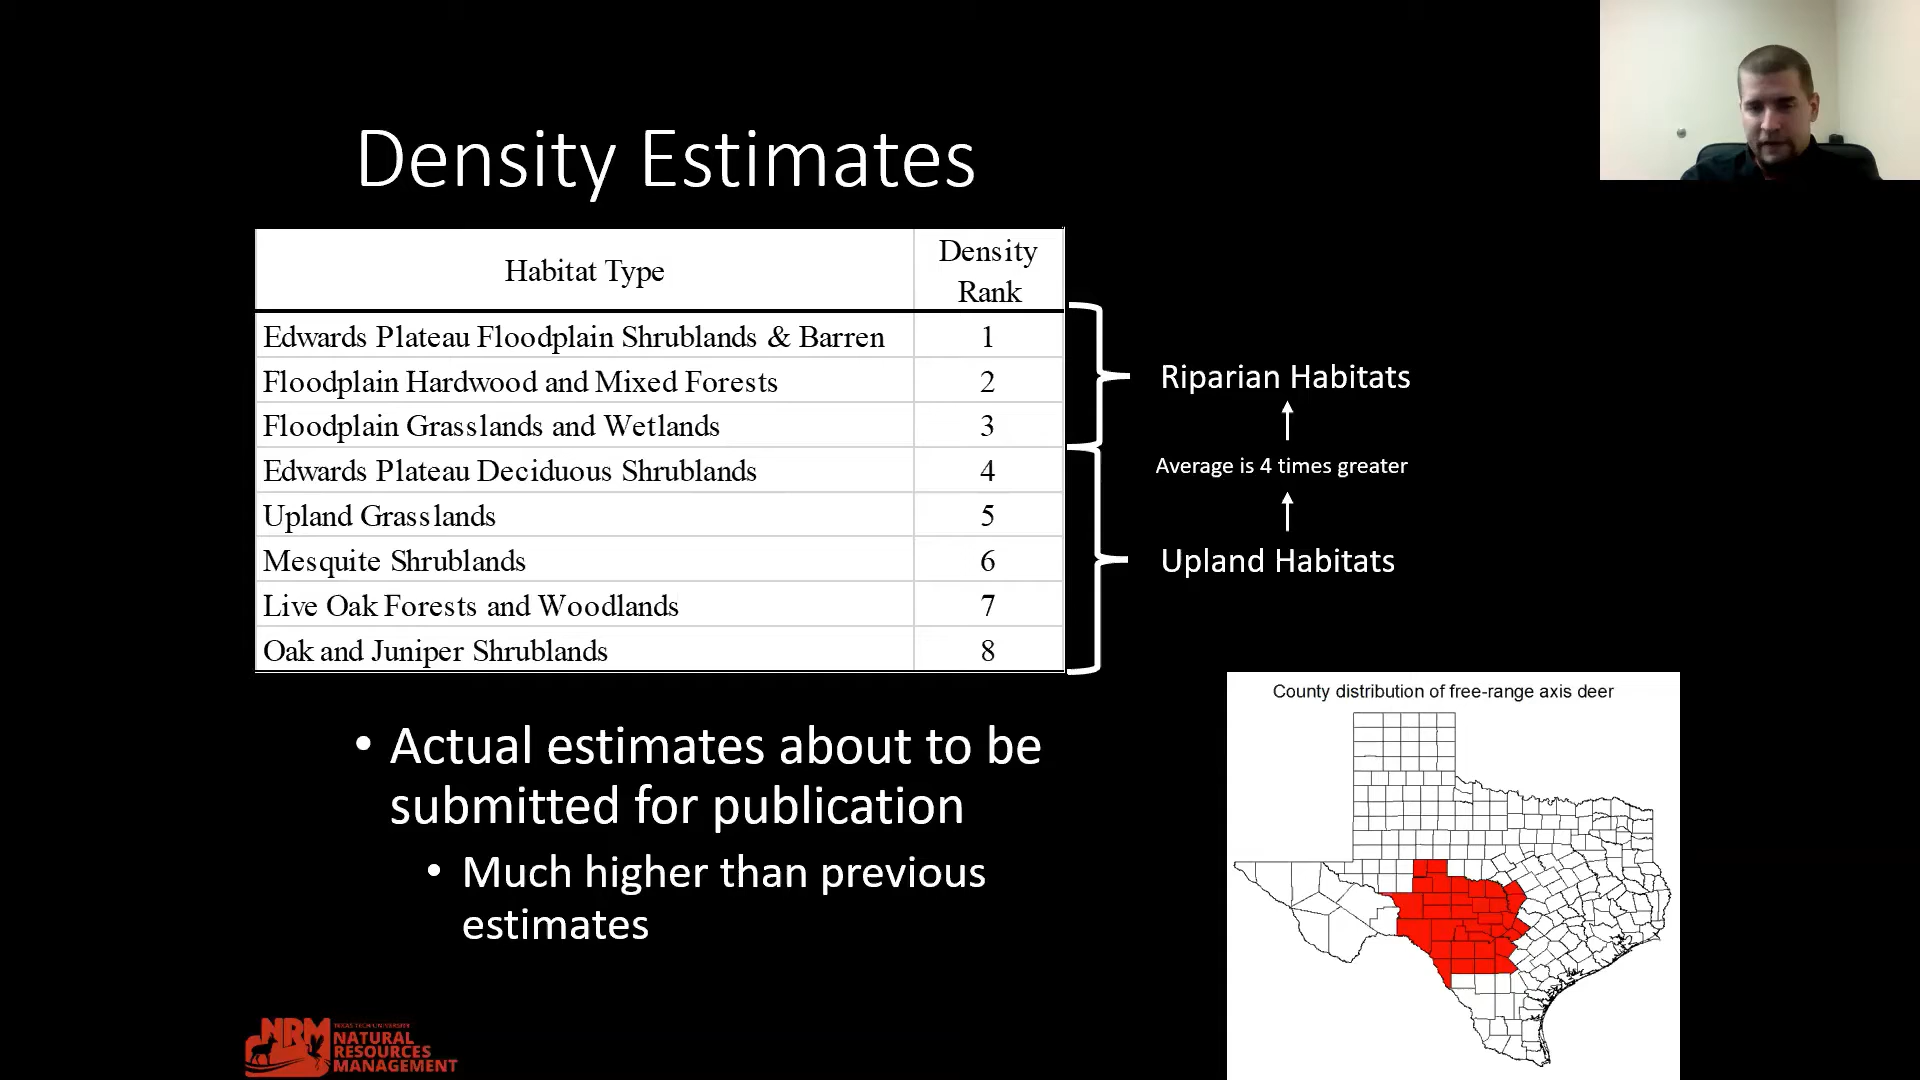 Density Estimates
Habitat Type
Density
Rank
Edwards Plateau Floodplain Shrublands & Barren 1
Floodplain Hardwood and Mixed Forests 2
Floodplain Grasslands and Wetlands 3
Edwards Plateau Deciduous Shrublands 4
Upland Grasslands 5
Mesquite Shrublands 6
Live Oak Forests and Woodlands 7
Oak and Juniper Shrublands 8
Riparian Habitats
Average is 4 times greater
Upland Habitats
• Actual estimates about to be
submitted for publication
• Much higher than previous
estimates
County distribution of free-range axis deer
NRM
TEXAS TECH UNIVERSITY
NATURAL
RESOURCES
MANAGEMENT